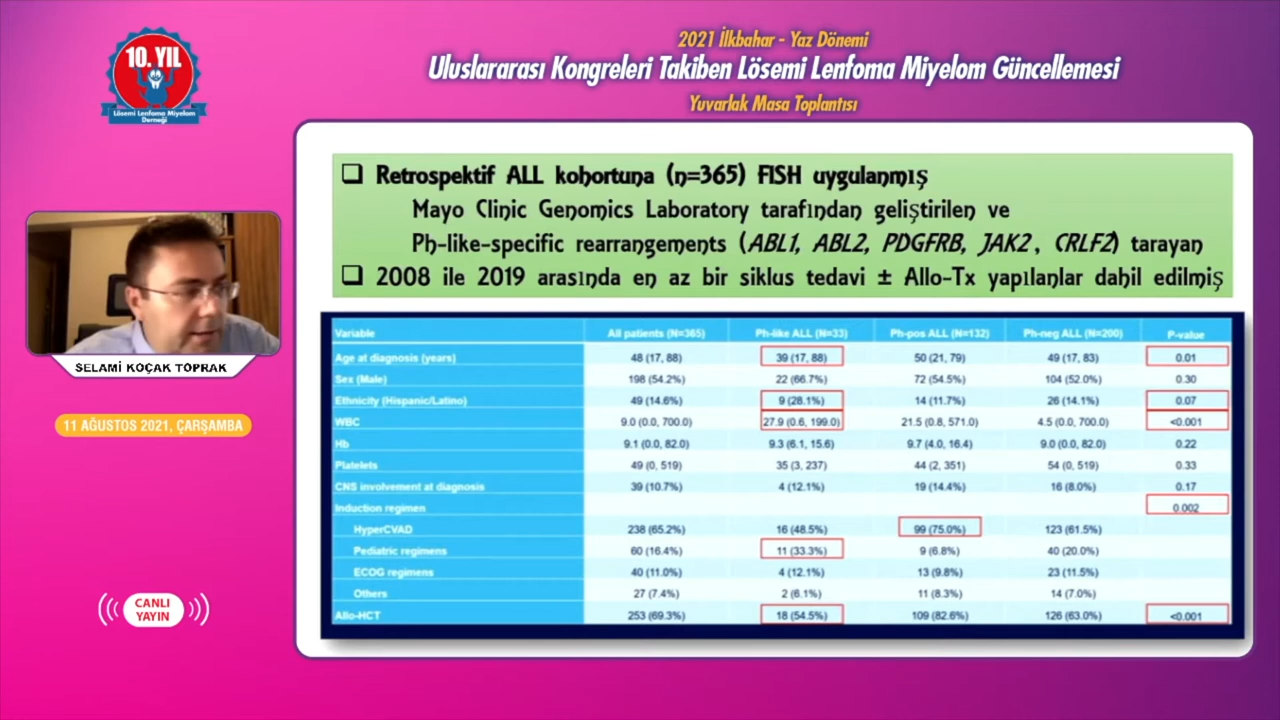 2021 İlkbahar - Yaz Dönemi
Uluslararası Kongreleri Takiben Lösemi Lenfoma Miyelom Güncellemesi
Yuvarlak Masa Toplantısı
10. YIL
Lösemi Lenfoma Miyelom
Derneği
❑ Retrospektif ALL kohortuna (n=365) FISH uygulanmış
Mayo Clinic Genomics Laboratory tarafından geliştirilen ve
Ph-like-specific rearrangements (ABL1, ABL2, PDGFRB, JAK2, CRLF2) tarayan
❑ 2008 ile 2019 arasında en az bir siklus tedavi ± Allo-Tx yapılanlar dahil edilmiş
SELAMİ KOÇAK TOPRAK
11 AĞUSTOS 2021, ÇARŞAMBA
CANLI
YAYIN
Variable All patients (N=365) Ph-like ALL (N=33) Ph-pos ALL (N=132) Ph-neg ALL (N=200) P-value
Age at diagnosis (years) 48 (17, 88) 39 (17, 88) 50 (21, 79) 49 (17, 83) 0.01
Sex (Male) 198 (54.2%) 22 (66.7%) 72 (54.5%) 104 (52.0%) 0.30
Ethnicity (Hispanic/Latino) 49 (14.6%) 9 (28.1%) 14 (11.7%) 26 (14.1%) 0.07
WBC 9.0 (0.0, 700.0) 27.9 (0.6, 199.0) 21.5 (0.8, 571.0) 4.5 (0.0, 700.0) <0.001
Hb 9.1 (0.0, 82.0) 9.3 (6.1, 15.6) 9.7 (4.0, 16.4) 9.0 (0.0, 82.0) 0.22
Platelets 49 (0, 519) 35 (3, 237) 44 (2, 351) 54 (0, 519) 0.33
CNS involvement at diagnosis 39 (10.7%) 4 (12.1%) 19 (14.4%) 16 (8.0%) 0.17
Induction regimen 0.002
HyperCVAD 238 (65.2%) 16 (48.5%) 99 (75.0%) 123 (61.5%)
Pediatric regimens 60 (16.4%) 11 (33.3%) 9 (6.8%) 40 (20.0%)
ECOG regimens 40 (11.0%) 4 (12.1%) 13 (9.8%) 23 (11.5%)
Others 27 (7.4%) 2 (6.1%) 11 (8.3%) 14 (7.0%)
Allo-HCT 253 (69.3%) 18 (54.5%) 109 (82.6%) 126 (63.0%) <0.001